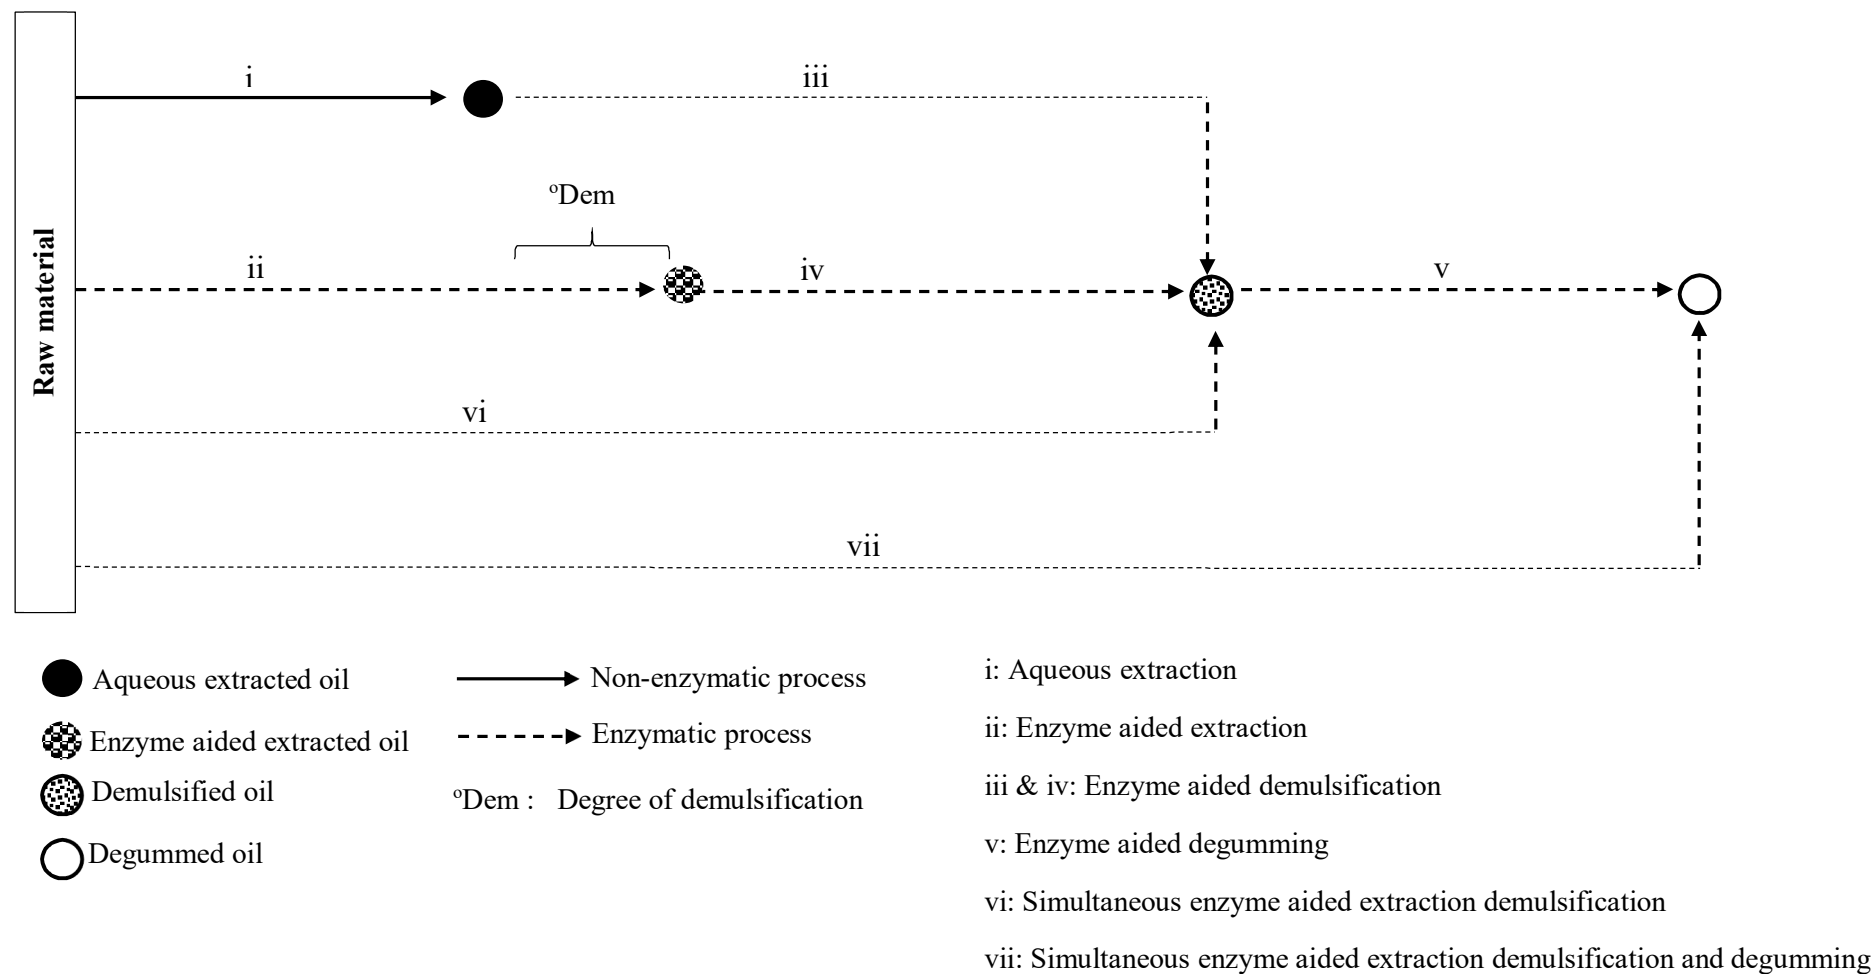 i
iii
ºDem
Raw material
ii
iv
v
vi
vii
Aqueous extracted oil
Enzyme aided extracted oil
Demulsified oil
Degummed oil
Non-enzymatic process
Enzymatic process
ºDem : Degree of demulsification
i: Aqueous extraction
ii: Enzyme aided extraction
iii & iv: Enzyme aided demulsification
v: Enzyme aided degumming
vi: Simultaneous enzyme aided extraction demulsification
vii: Simultaneous enzyme aided extraction demulsification and degumming